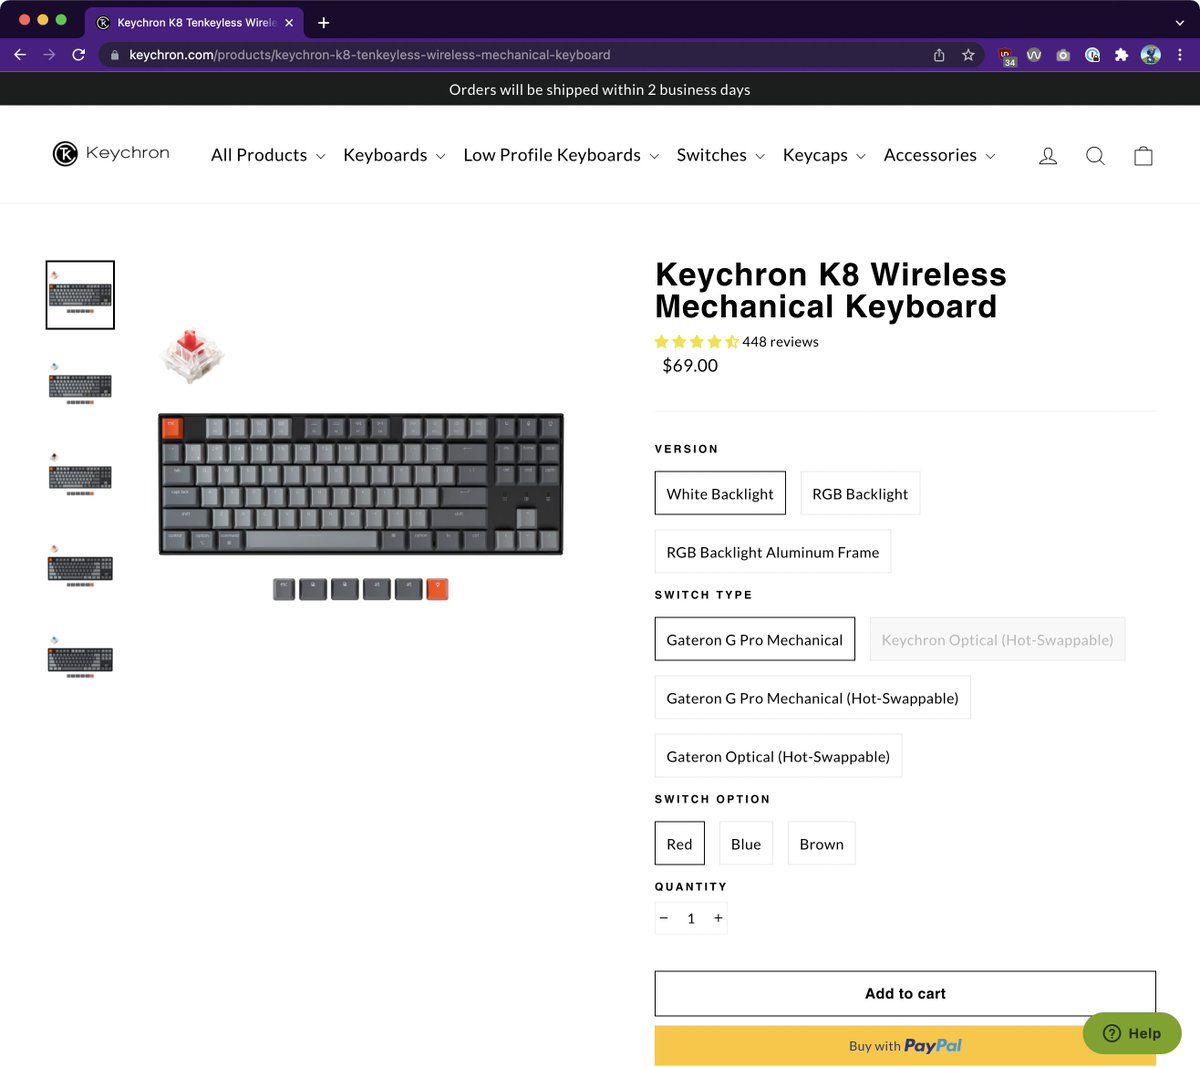 Keychron K8 Tenkeyless Wirele
keychron.com/products/keychron-k8-tenkeyless-wireless-mechanical-keyboard
34
Orders will be shipped within 2 business days
Keychron
All Products
Keyboards
Low Profile Keyboards
Switches
Keycaps
Accessories
Keychron K8 Wireless
Mechanical Keyboard
448 reviews
$69.00
VERSION
White Backlight
RGB Backlight
RGB Backlight Aluminum Frame
SWITCH TYPE
Gateron G Pro Mechanical
Keychron Optical (Hot-Swappable)
Gateron G Pro Mechanical (Hot-Swappable)
Gateron Optical (Hot-Swappable)
SWITCH OPTION
Red
Blue
Brown
QUANTITY
− 1 +
Add to cart
Buy with PayPal
? Help